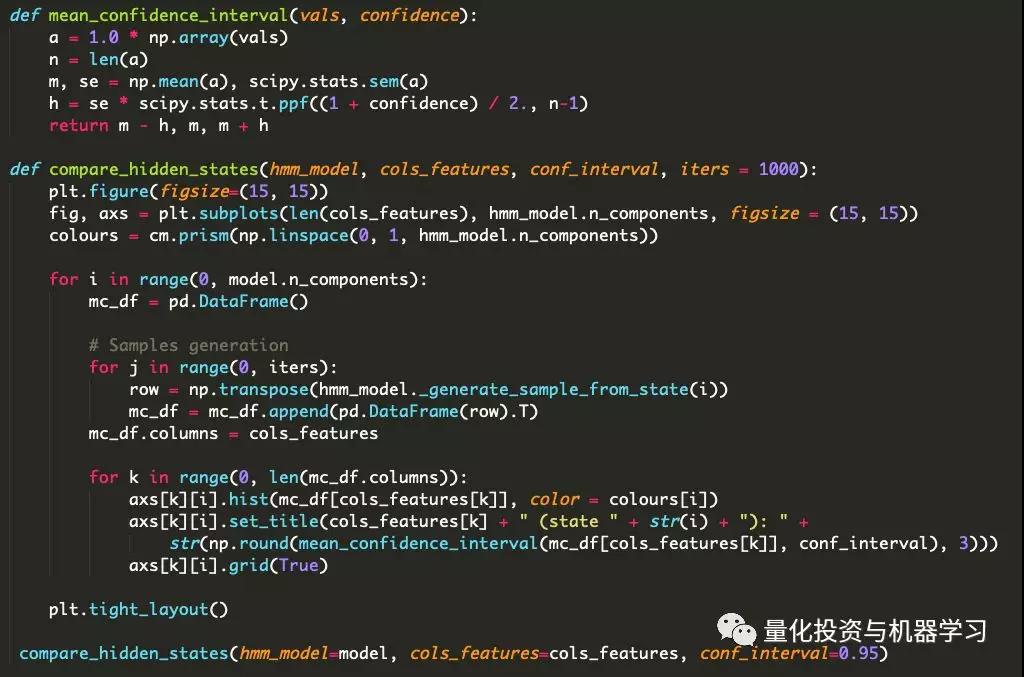 def mean_confidence_interval(vals, confidence):
    a = 1.0 * np.array(vals)
    n = len(a)
    m, se = np.mean(a), scipy.stats.sem(a)
    h = se * scipy.stats.t.ppf((1 + confidence) / 2., n-1)
    return m - h, m, m + h
def compare_hidden_states(hmm_model, cols_features, conf_interval, iters = 1000):
    plt.figure(figsize=(15, 15))
    fig, axs = plt.subplots(len(cols_features), hmm_model.n_components, figsize = (15, 15))
    colours = cm.prism(np.linspace(0, 1, hmm_model.n_components))
    for i in range(0, model.n_components):
        mc_df = pd.DataFrame()
        # Samples generation
        for j in range(0, iters):
            row = np.transpose(hmm_model._generate_sample_from_state(i))
            mc_df = mc_df.append(pd.DataFrame(row).T)
        mc_df.columns = cols_features
        for k in range(0, len(mc_df.columns)):
            axs[k][i].hist(mc_df[cols_features[k]], color = colours[i])
            axs[k][i].set_title(cols_features[k] + " (state " + str(i) + "): " +
                str(np.round(mean_confidence_interval(mc_df[cols_features[k]], conf_interval), 3)))
            axs[k][i].grid(True)
    plt.tight_layout()
量化投资与机器学习
compare_hidden_states(hmm_model=model, cols_features=cols_features, conf_interval=0.95)